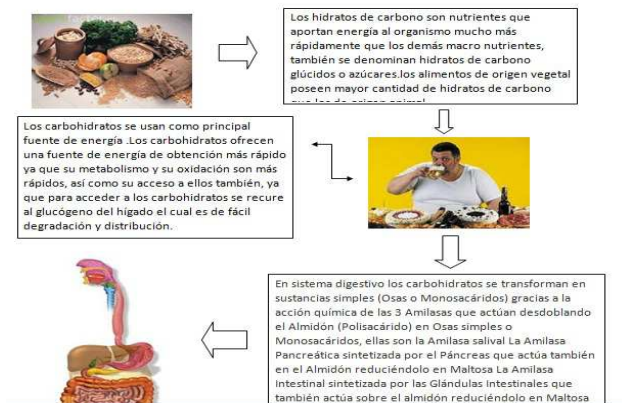 Los hidratos de carbono son nutrientes que
aportan energía al organismo mucho más
rápidamente que los demás macro nutrientes,
también se denominan hidratos de carbono
glúcidos o azúcares.los alimentos de origen vegetal
poseen mayor cantidad de hidratos de carbono
que los de origen animal
Los carbohidratos se usan como principal
fuente de energía .Los carbohidratos ofrecen
una fuente de energía de obtención más rápido
ya que su metabolismo y su oxidación son más
rápidos, así como su acceso a ellos también, ya
que para acceder a los carbohidratos se recure
al glucógeno del hígado el cual es de fácil
degradación y distribución.
En sistema digestivo los carbohidratos se transforman en
sustancias simples (Osas o Monosacáridos) gracias a la
acción química de las 3 Amilasas que actúan desdoblando
el Almidón (Polisacárido) en Osas simples o
Monosacáridos, ellas son la Amilasa salival La Amilasa
Pancreática sintetizada por el Páncreas que actúa también
en el Almidón reduciéndolo en Maltosa La Amilasa
Intestinal sintetizada por las Glándulas Intestinales que
también actúa sobre el almidón reduciéndolo en Maltosa